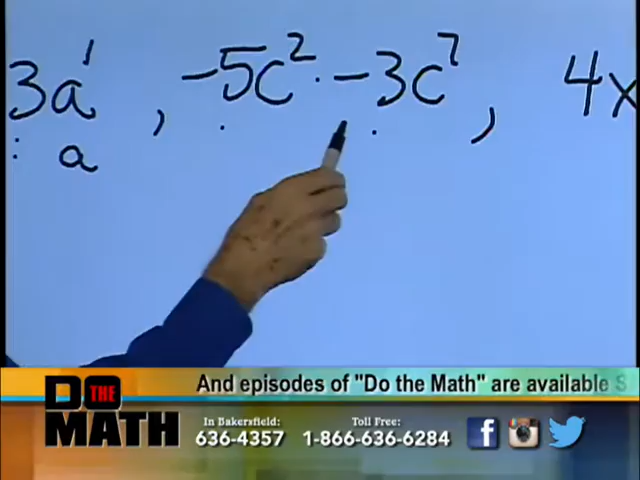 3a¹ , -5c² · -3c⁷ , 4x
: a . .
And episodes of "Do the Math" are available S
DO THE MATH
In Bakersfield: Toll Free:
636-4357 1-866-636-6284